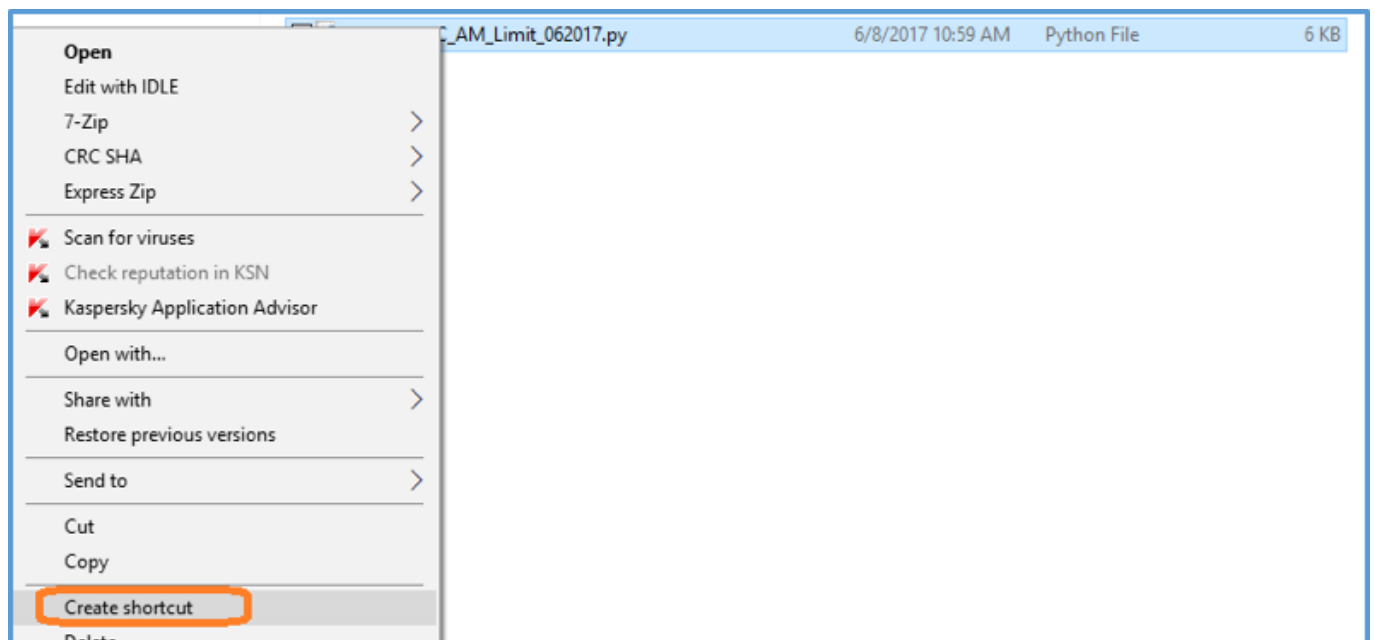 C_AM_Limit_062017.py 6/8/2017 10:59 AM Python File 6 KB
Open
Edit with IDLE
7-Zip
CRC SHA
Express Zip
Scan for viruses
Check reputation in KSN
Kaspersky Application Advisor
Open with...
Share with
Restore previous versions
Send to
Cut
Copy
Create shortcut
Delete